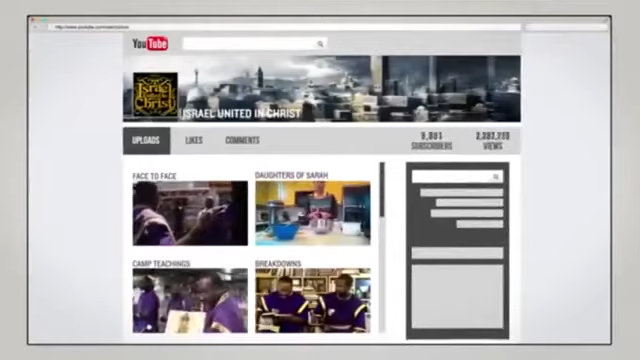 YouTube
Israel
United in
Christ
ISRAEL UNITED IN CHRIST
UPLOADS
LIKES
COMMENTS
SUBSCRIBERS
VIEWS
FACE TO FACE
DAUGHTERS OF SARAH
CAMP TEACHINGS
BREAKDOWNS